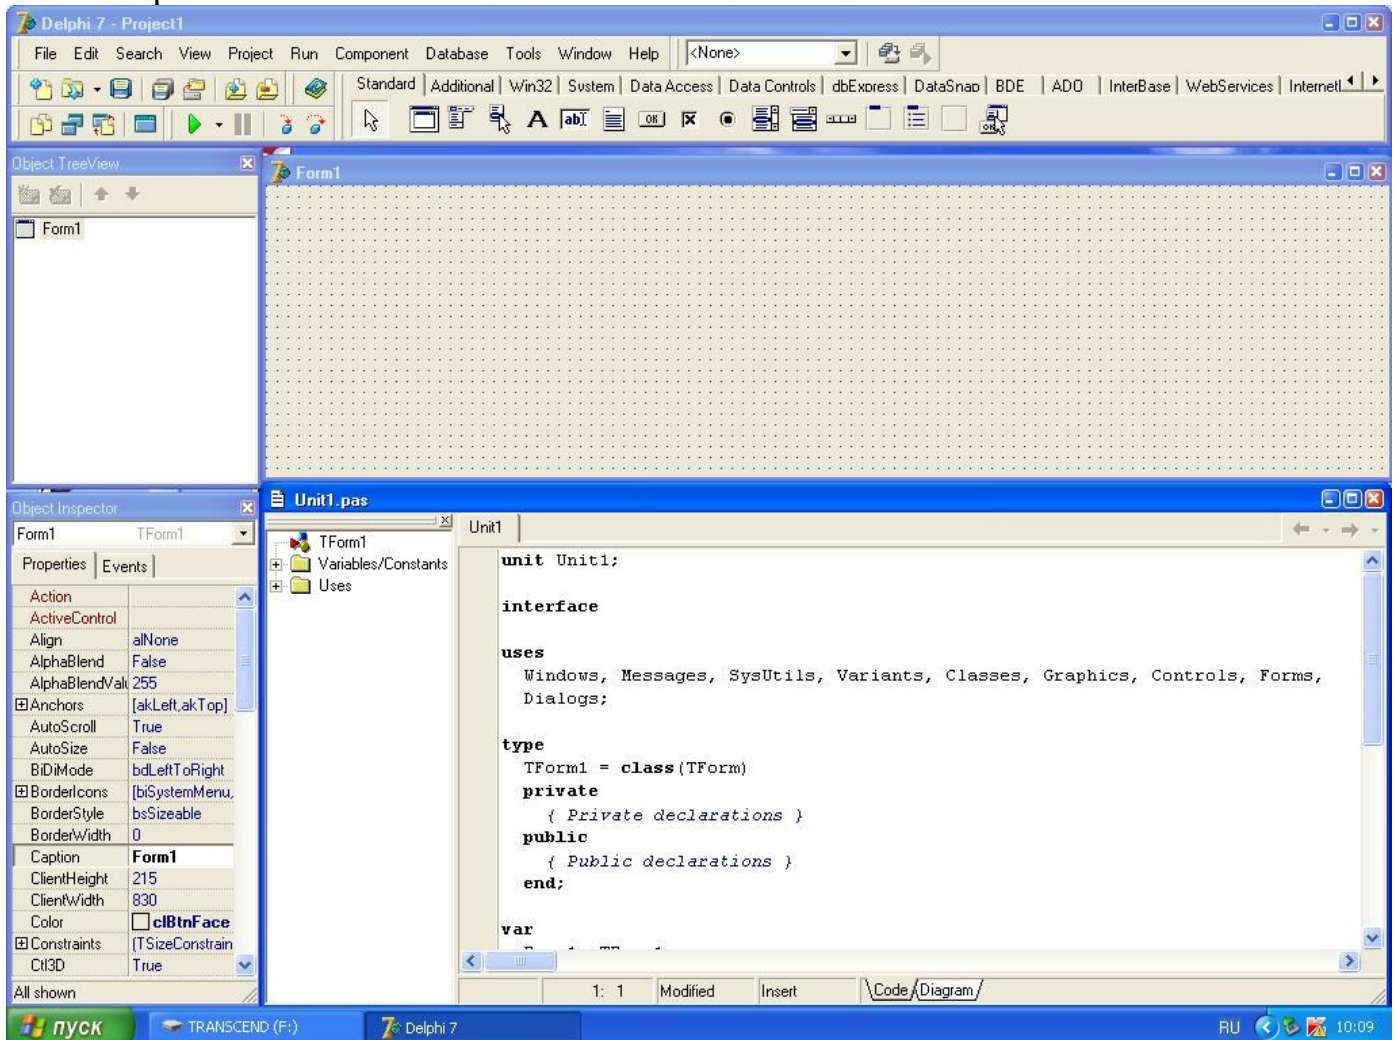 Delphi 7 - Project1
File Edit Search View Project Run Component Database Tools Window Help <None>
Standard Additional Win32 System Data Access Data Controls dbExpress DataSnap BDE ADO InterBase WebServices InternetE
A abI OK
Object TreeView
Form1
Form1
Object Inspector
Form1 TForm1
Properties Events
Action
ActiveControl
Align alNone
AlphaBlend False
AlphaBlendValu 255
Anchors [akLeft,akTop]
AutoScroll True
AutoSize False
BiDiMode bdLeftToRight
BorderIcons [biSystemMenu,
BorderStyle bsSizeable
BorderWidth 0
Caption Form1
ClientHeight 215
ClientWidth 830
Color clBtnFace
Constraints (TSizeConstrain
Ctl3D True
All shown
Unit1.pas
TForm1
Variables/Constants
Uses
Unit1
unit Unit1;
interface
uses
Windows, Messages, SysUtils, Variants, Classes, Graphics, Controls, Forms,
Dialogs;
type
TForm1 = class(TForm)
private
{ Private declarations }
public
{ Public declarations }
end;
var
1: 1 Modified Insert Code Diagram
пуск TRANSCEND (F:) Delphi 7 RU 10:09